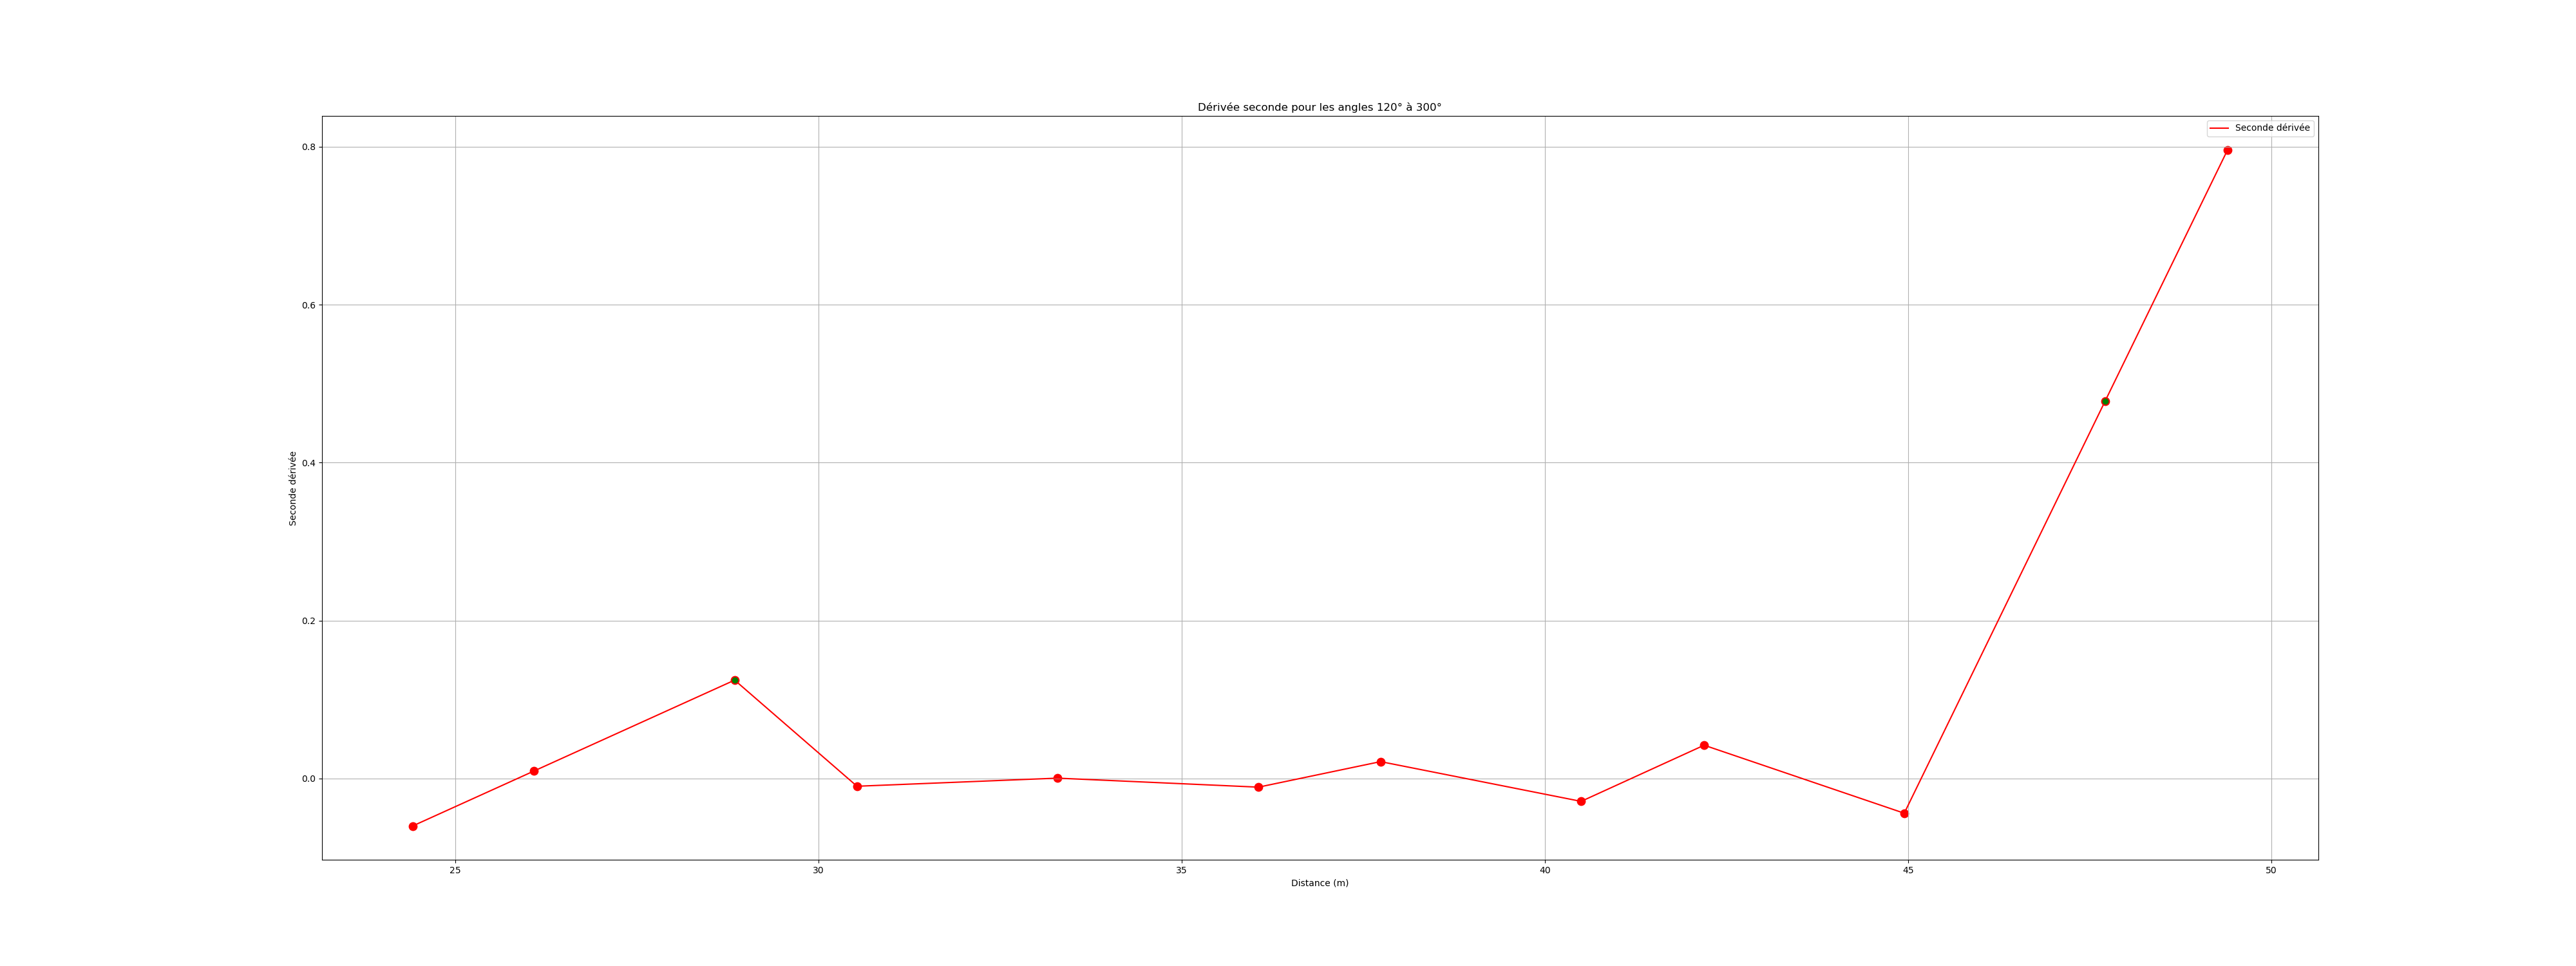 Dérivée seconde pour les angles 120° à 300°
Seconde dérivée
0.8
0.6
0.4
0.2
0.0
Seconde dérivée
25 30 35 40 45 50
Distance (m)